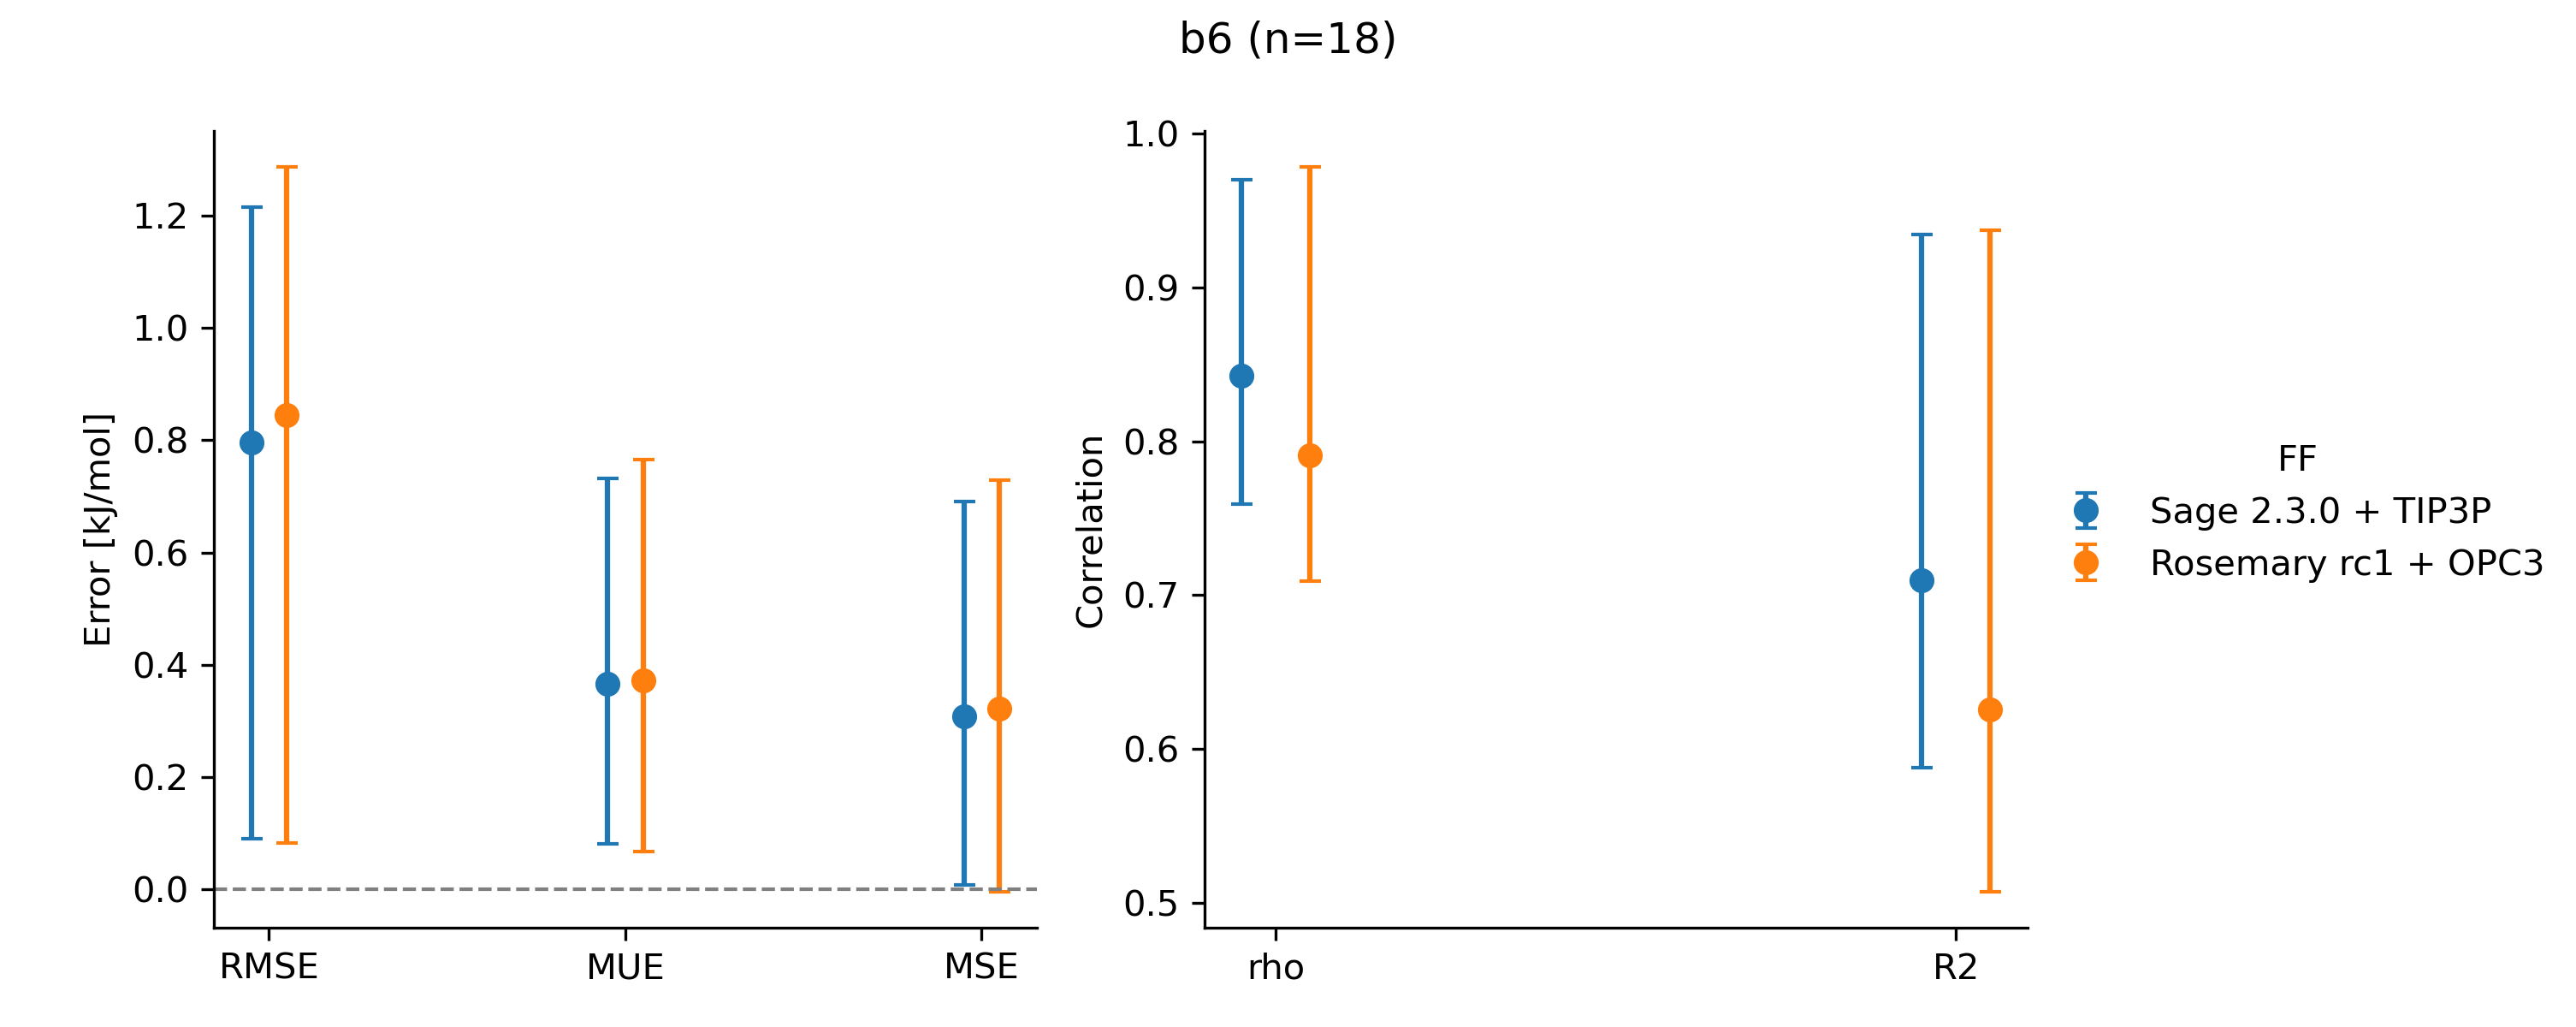 b6 (n=18)
Error [kJ/mol]
1.2
1.0
0.8
0.6
0.4
0.2
0.0
RMSE
MUE
MSE
Correlation
1.0
0.9
0.8
0.7
0.6
0.5
rho
R2
FF
Sage 2.3.0 + TIP3P
Rosemary rc1 + OPC3